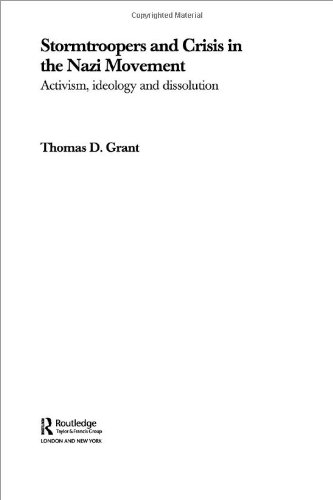 Copyrighted Material
Stormtroopers and Crisis in
the Nazi Movement
Activism, ideology and dissolution
Thomas D. Grant
Routledge
Taylor & Francis Group
LONDON AND NEW YORK